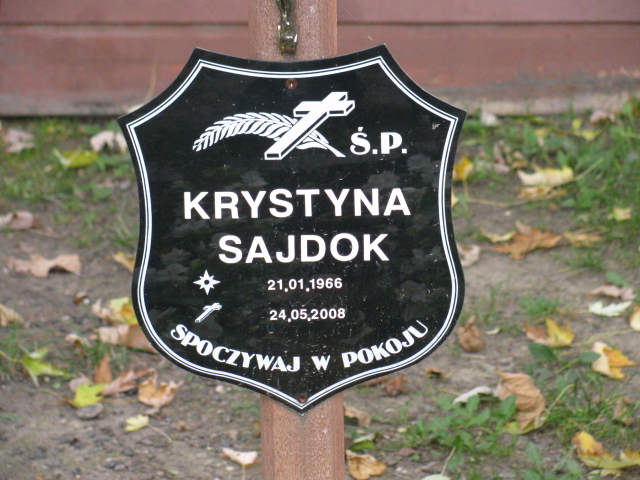 Ś.P.
KRYSTYNA
SAJDOK
21,01,1966
24,05,2008
SPOCZYWAJ W POKOJU